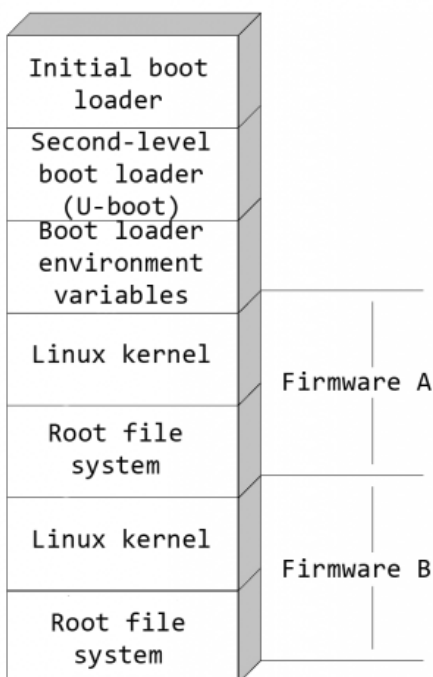 Initial boot
loader
Second-level
boot loader
(U-boot)
Boot loader
environment
variables
Linux kernel
Firmware A
Root file
system
Linux kernel
Firmware B
Root file
system